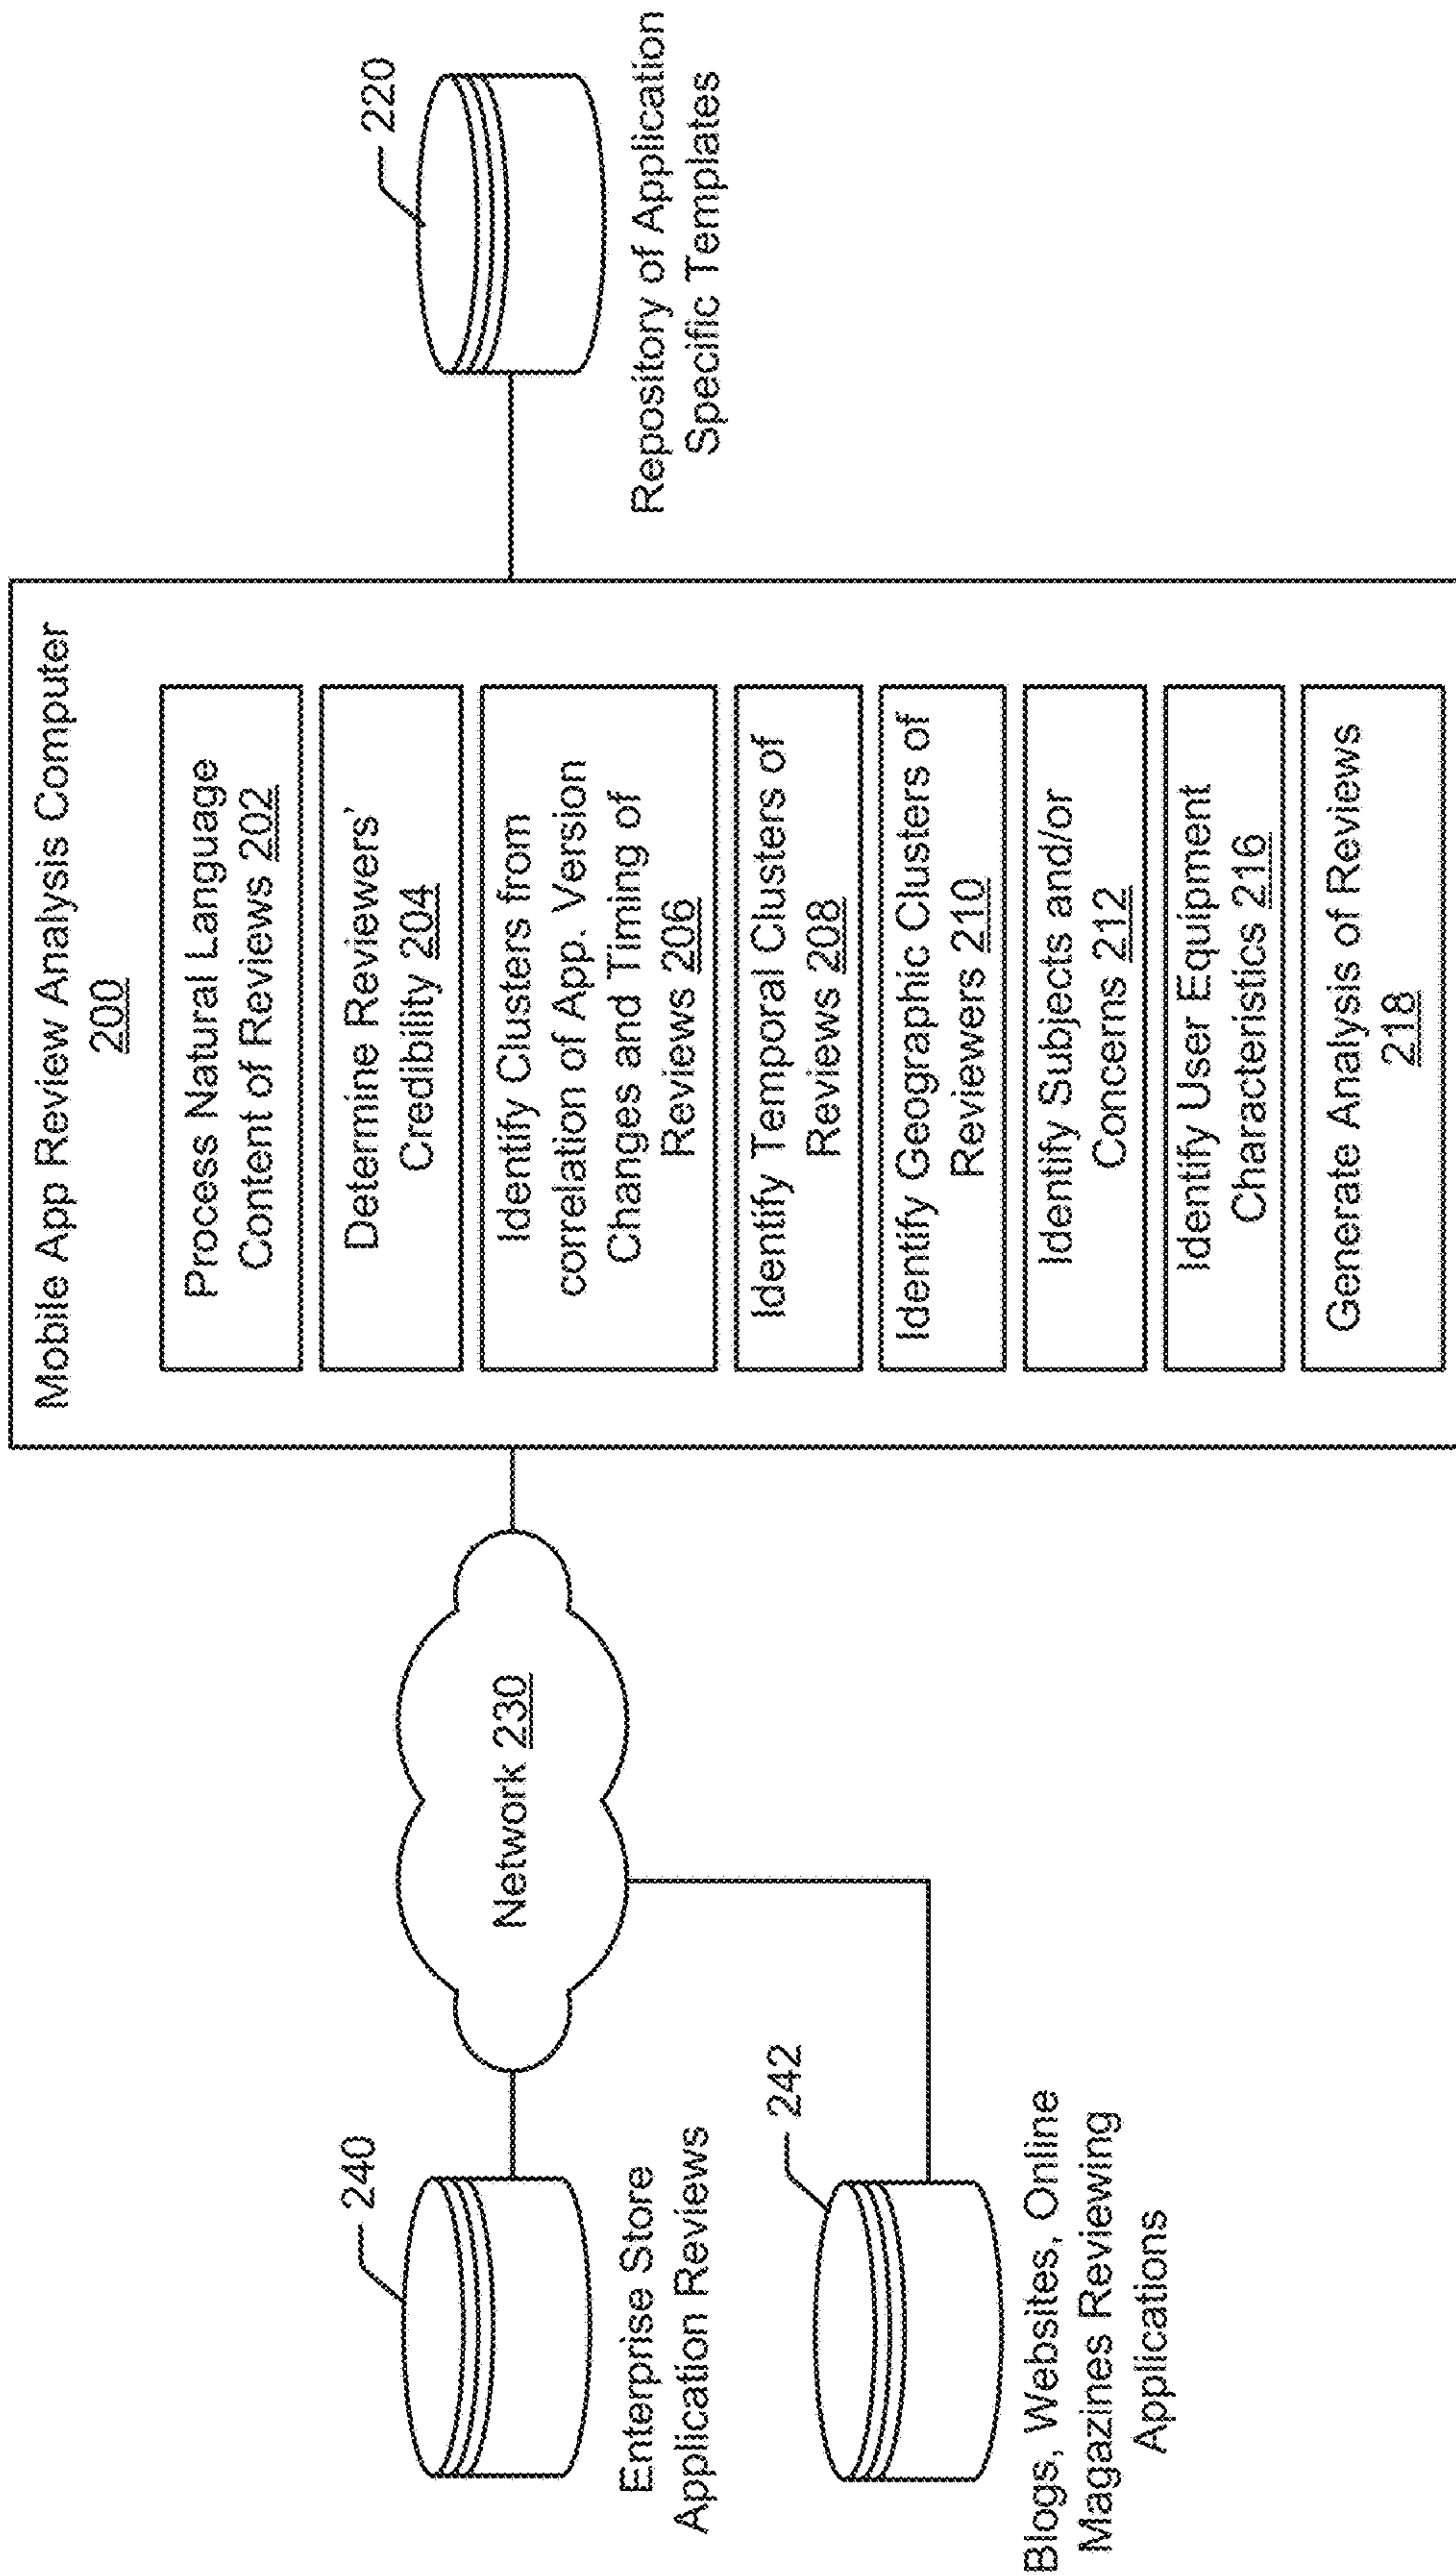 240
Enterprise Store
Application Reviews
242
Blogs, Websites, Online
Magazines Reviewing
Applications
Network 230
Mobile App Review Analysis Computer
200
Process Natural Language
Content of Reviews 202
Determine Reviewers'
Credibility 204
Identify Clusters from
correlation of App. Version
Changes and Timing of
Reviews 206
Identify Temporal Clusters of
Reviews 208
Identify Geographic Clusters of
Reviewers 210
Identify Subjects and/or
Concerns 212
Identify User Equipment
Characteristics 216
Generate Analysis of Reviews
218
220
Repository of Application
Specific Templates